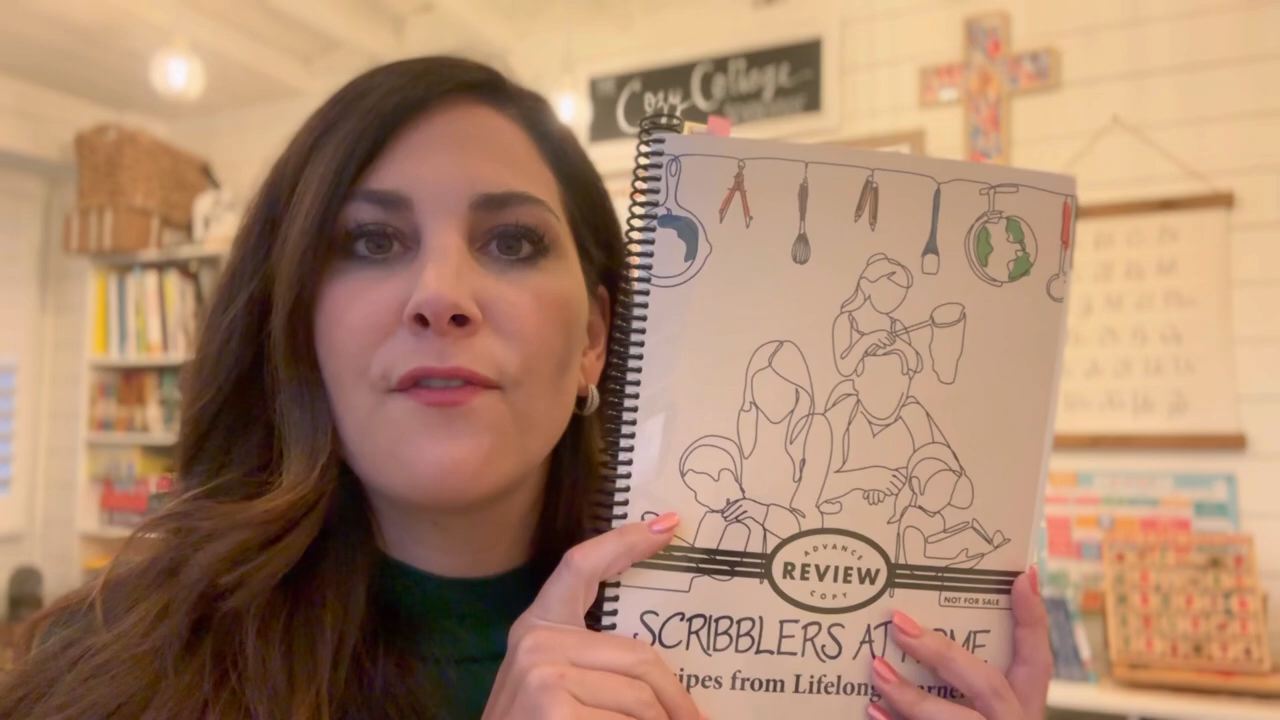 Cozy Cottage
ADVANCE
REVIEW
COPY
NOT FOR SALE
SCRIBBLERS AT
from Lifelong